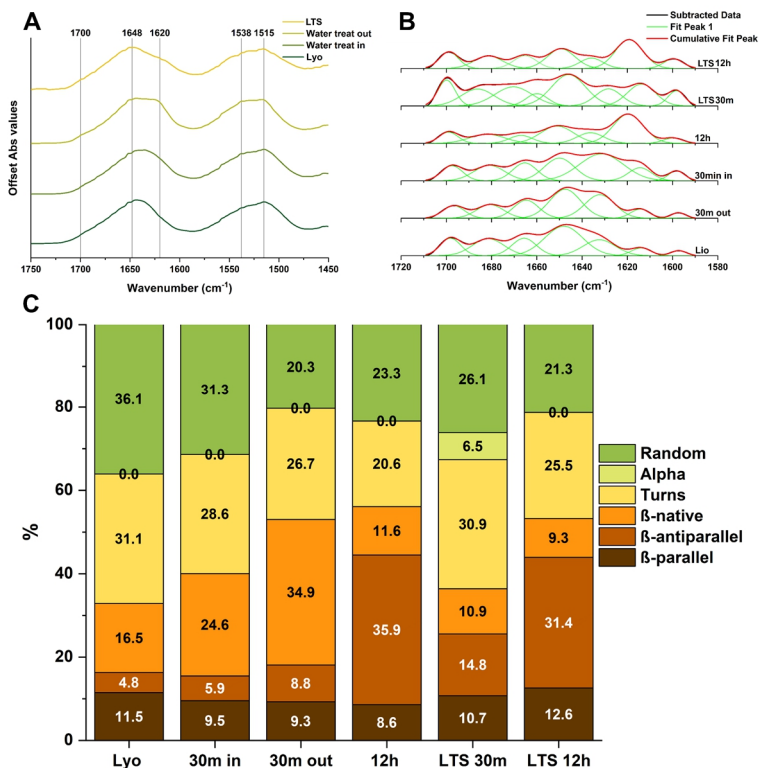 A
1700 1648 1620 1538 1515
LTS
Water treat out
Water treat in
Lyo
Offset Abs values
1750 1700 1650 1600 1550 1500 1450
Wavenumber (cm-1)
B
Subtracted Data
Fit Peak 1
Cumulative Fit Peak
LTS12h
LTS30m
12h
30min in
30m out
Lio
1720 1700 1680 1660 1640 1620 1600 1580
Wavenumber (cm-1)
C
100
80
60
40
20
0
%
36.1
0.0
31.1
16.5
4.8
11.5
31.3
0.0
28.6
24.6
5.9
9.5
20.3
0.0
26.7
34.9
8.8
9.3
23.3
0.0
20.6
11.6
35.9
8.6
26.1
6.5
30.9
10.9
14.8
10.7
21.3
0.0
25.5
9.3
31.4
12.6
Lyo 30m in 30m out 12h LTS 30m LTS 12h
Random
Alpha
Turns
ß-native
ß-antiparallel
ß-parallel